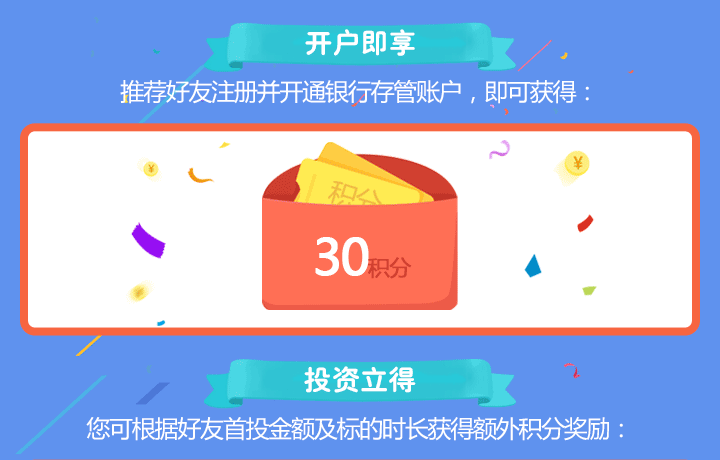 开户即享
推荐好友注册并开通银行存管账户，即可获得：
积分
30积分
投资立得
您可根据好友首投金额及标的时长获得额外积分奖励：